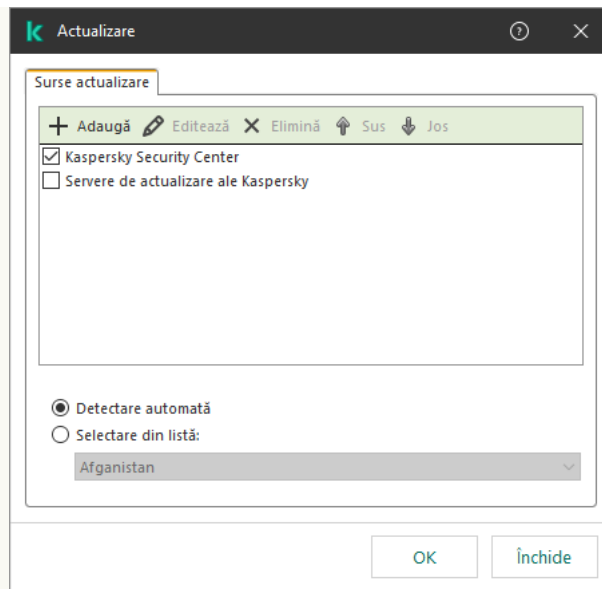 Actualizare
Surse actualizare
Adaugă Editează Elimină Sus Jos
Kaspersky Security Center
Servere de actualizare ale Kaspersky
Detectare automată
Selectare din listă:
Afganistan
OK Închide